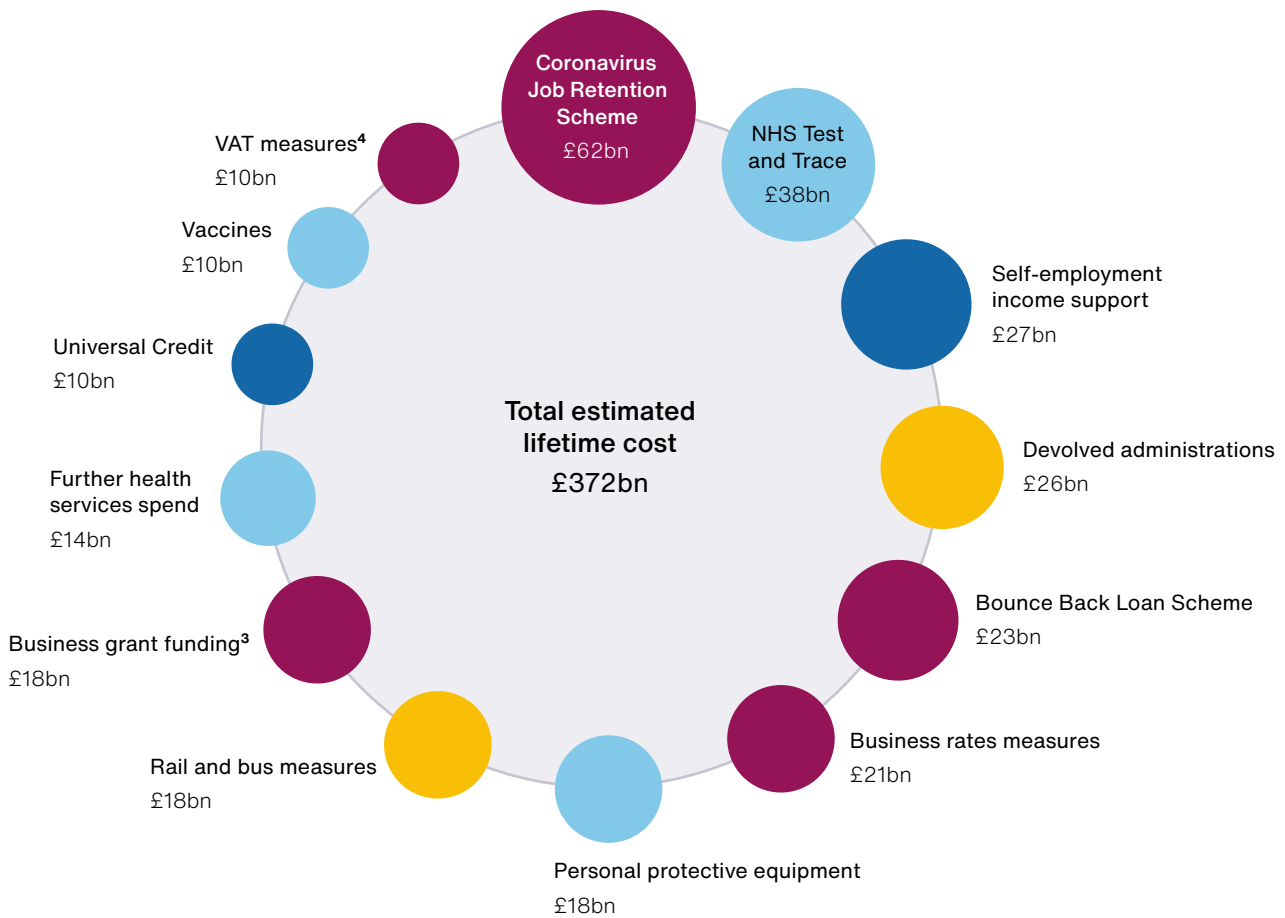 Coronavirus
Job Retention
Scheme
£62bn
NHS Test
and Trace
£38bn
Self-employment
income support
£27bn
Devolved administrations
£26bn
Bounce Back Loan Scheme
£23bn
Business rates measures
£21bn
Personal protective equipment
£18bn
Rail and bus measures
£18bn
Business grant funding³
£18bn
Further health
services spend
£14bn
Universal Credit
£10bn
Vaccines
£10bn
VAT measures⁴
£10bn
Total estimated
lifetime cost
£372bn